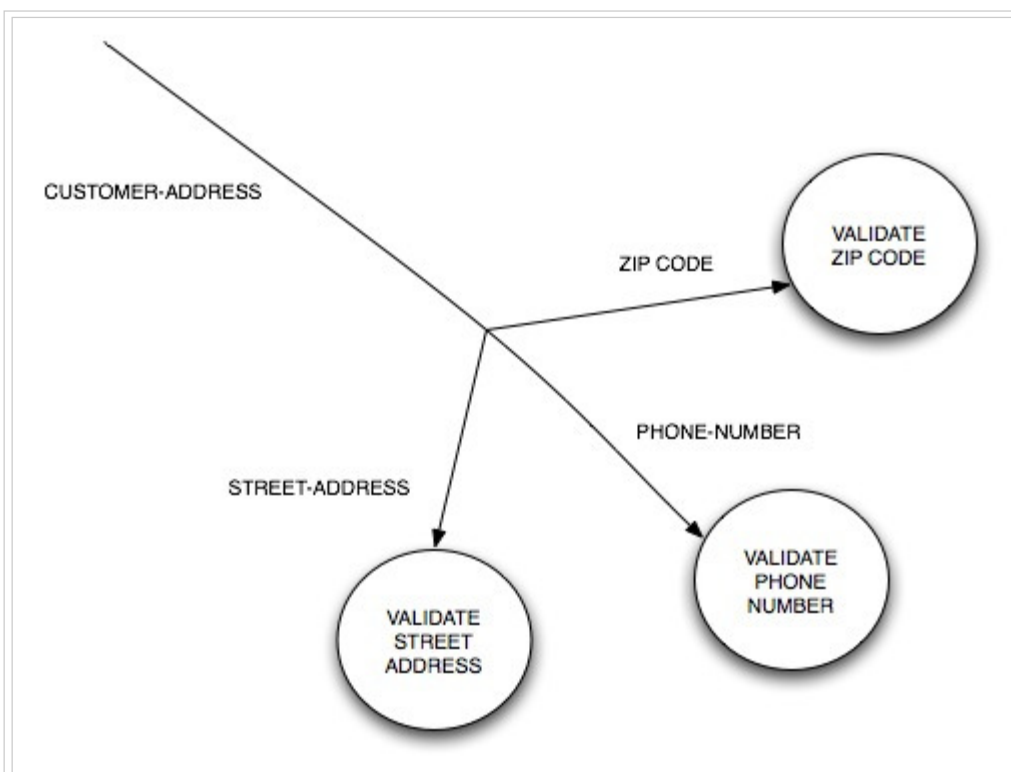 CUSTOMER-ADDRESS
VALIDATE
ZIP CODE
ZIP CODE
PHONE-NUMBER
STREET-ADDRESS
VALIDATE
PHONE
NUMBER
VALIDATE
STREET
ADDRESS